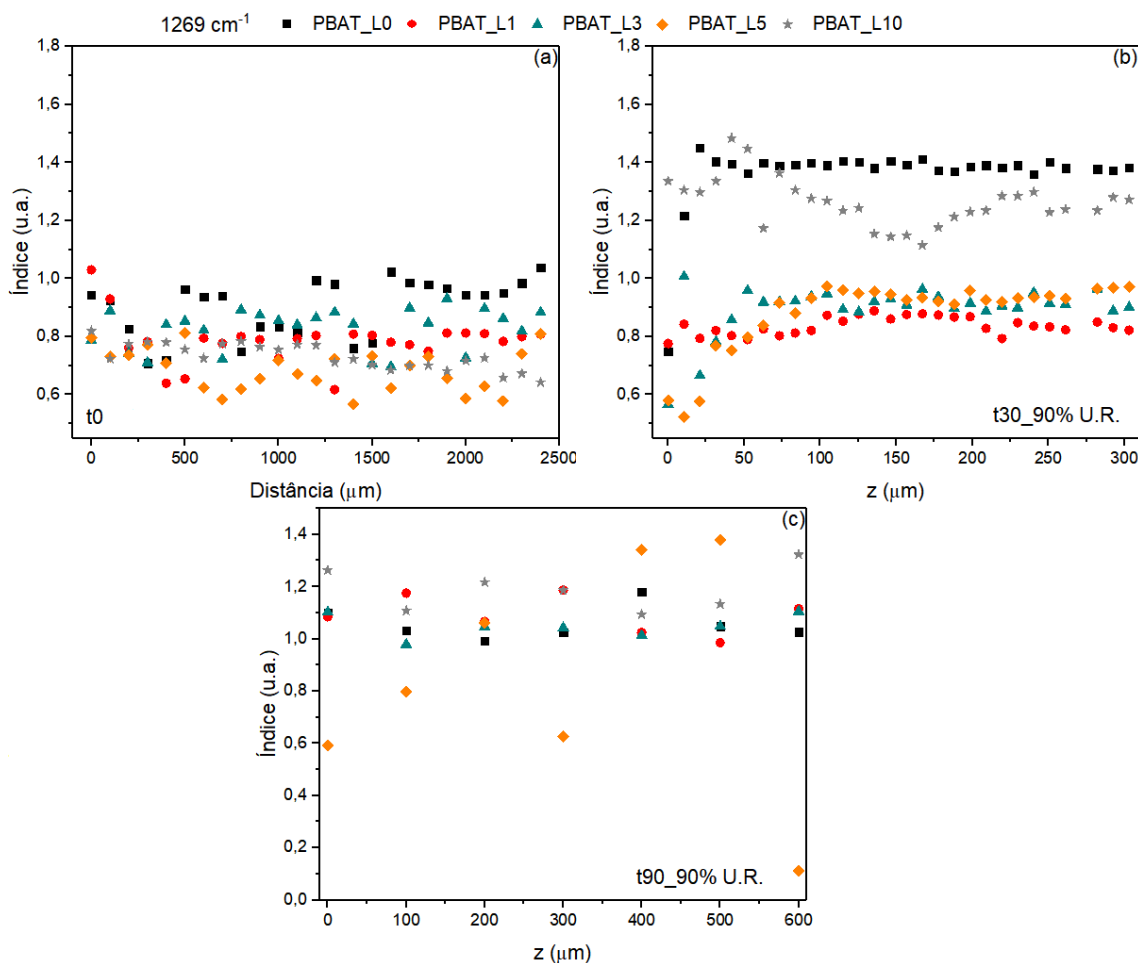 1269 cm⁻¹ PBAT_L0 PBAT_L1 PBAT_L3 PBAT_L5 PBAT_L10
(a)
Índice (u.a.)
1,8
1,6
1,4
1,2
1,0
0,8
0,6
t0
0 500 1000 1500 2000 2500
Distância (μm)
(b)
Índice (u.a.)
1,8
1,6
1,4
1,2
1,0
0,8
0,6
t30_90% U.R.
0 50 100 150 200 250 300
z (μm)
(c)
Índice (u.a.)
1,4
1,2
1,0
0,8
0,6
0,4
0,2
0,0
t90_90% U.R.
0 100 200 300 400 500 600
z (μm)